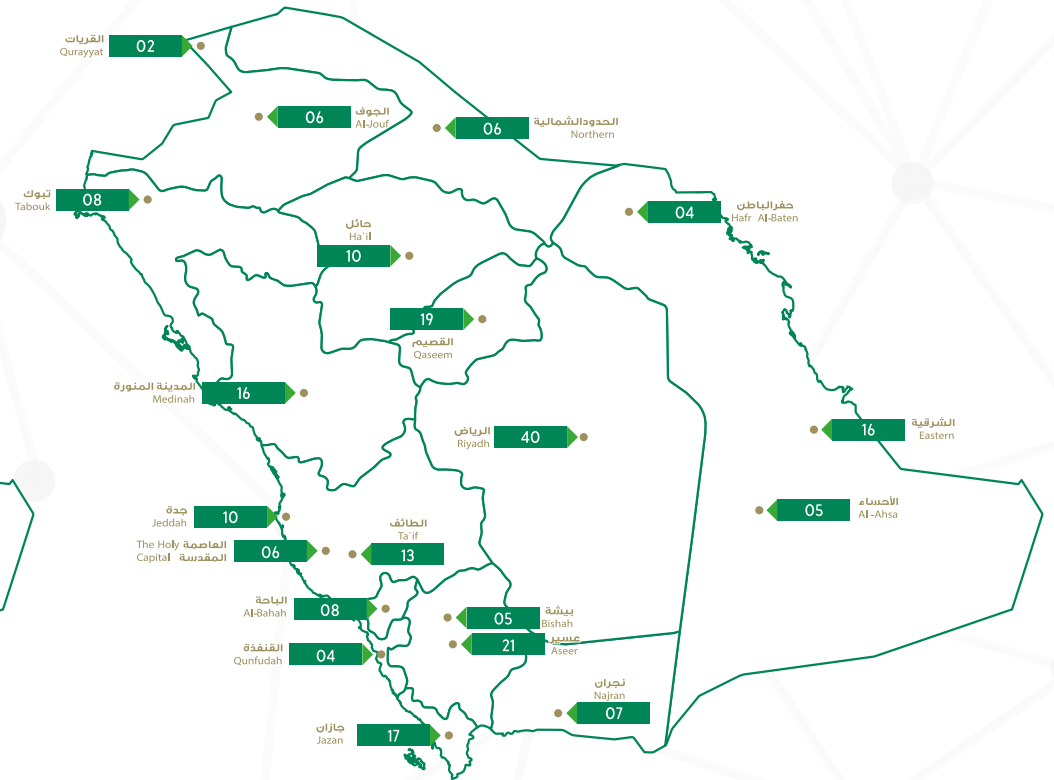 القريات
Qurayyat
02
الجوف
Al-Jouf
06
الحدودالشمالية
Northern
06
تبوك
Tabouk
08
حفرالباطن
Hafr Al-Baten
04
حائل
Ha`il
10
19
القصيم
Qaseem
المدينة المنورة
Medinah
16
الرياض
Riyadh
40
الشرقية
Eastern
16
الأحساء
Al-Ahsa
05
جدة
Jeddah
10
الطائف
Ta`if
13
العاصمة The Holy
المقدسة Capital
06
الباحة
Al-Bahah
08
بيشة
Bishah
05
عسير
Aseer
21
القنفذة
Qunfudah
04
نجران
Najran
07
جازان
Jazan
17